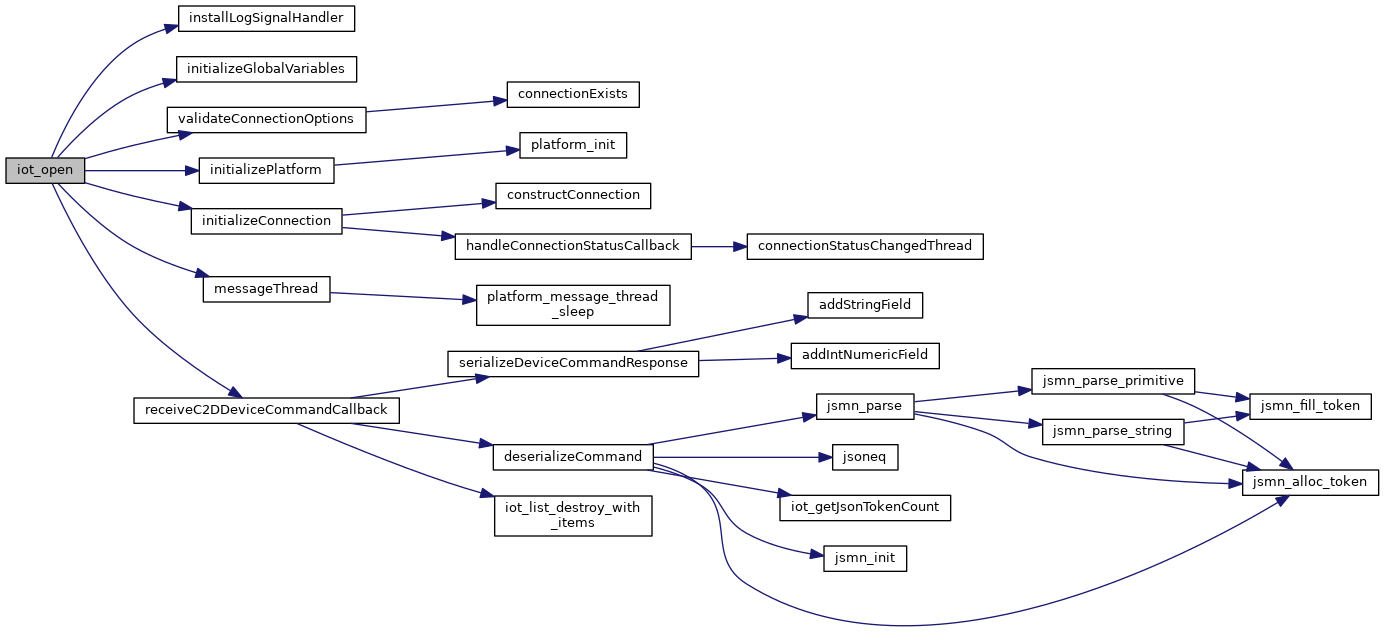 installLogSignalHandler
initializeGlobalVariables
connectionExists
validateConnectionOptions
platform_init
iot_open
initializePlatform
constructConnection
initializeConnection
handleConnectionStatusCallback
connectionStatusChangedThread
messageThread
platform_message_thread
_sleep
addStringField
serializeDeviceCommandResponse
addIntNumericField
jsmn_parse_primitive
receiveC2DDeviceCommandCallback
jsmn_parse
jsmn_fill_token
jsmn_parse_string
deserializeCommand
jsoneq
jsmn_alloc_token
iot_list_destroy_with
_items
iot_getJsonTokenCount
jsmn_init